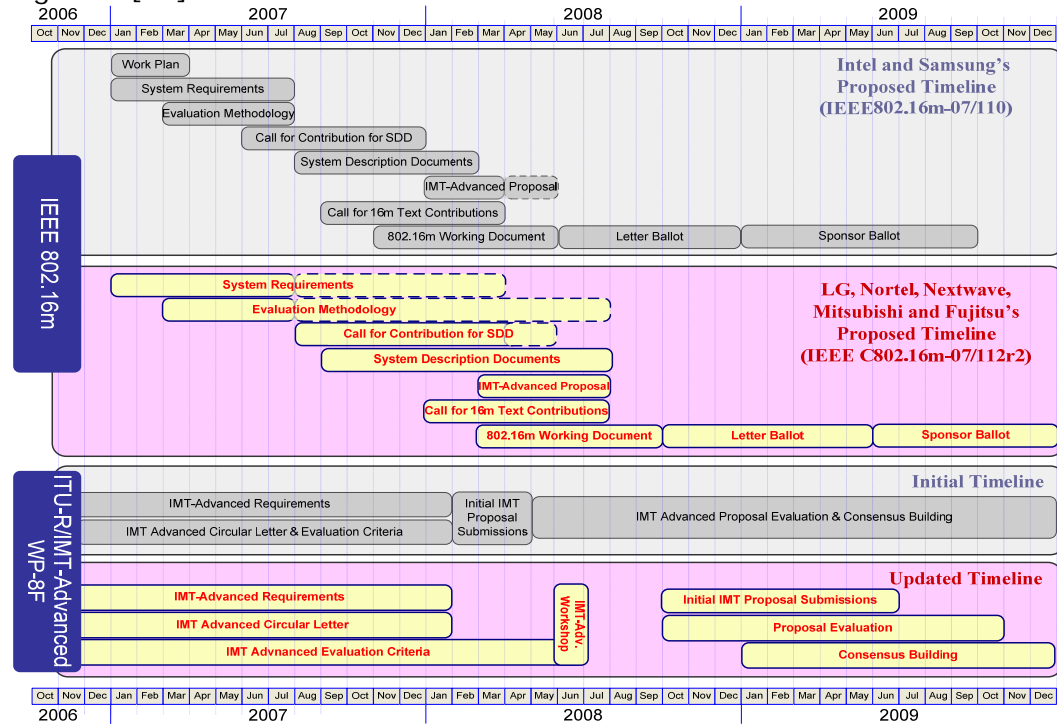 2006 2007 2008 2009
Oct Nov Dec Jan Feb Mar Apr May Jun Jul Aug Sep Oct Nov Dec Jan Feb Mar Apr May Jun Jul Aug Sep Oct Nov Dec Jan Feb Mar Apr May Jun Jul Aug Sep Oct Nov Dec
IEEE 802.16m
Intel and Samsung's
Proposed Timeline
(IEEE802.16m-07/110)
Work Plan
System Requirements
Evaluation Methodology
Call for Contribution for SDD
System Description Documents
IMT-Advanced Proposal
Call for 16m Text Contributions
802.16m Working Document Letter Ballot Sponsor Ballot
LG, Nortel, Nextwave,
Mitsubishi and Fujitsu's
Proposed Timeline
(IEEE C802.16m-07/112r2)
System Requirements
Evaluation Methodology
Call for Contribution for SDD
System Description Documents
IMT-Advanced Proposal
Call for 16m Text Contributions
802.16m Working Document Letter Ballot Sponsor Ballot
ITU-R/IMT-Advanced
WP-8F
Initial Timeline
IMT-Advanced Requirements
IMT Advanced Circular Letter & Evaluation Criteria
Initial IMT
Proposal
Submissions
IMT Advanced Proposal Evaluation & Consensus Building
Updated Timeline
IMT-Advanced Requirements
IMT Advanced Circular Letter
IMT Advnanced Evaluation Criteria
IMT-Adv.
Workshop
Initial IMT Proposal Submissions
Proposal Evaluation
Consensus Building
Oct Nov Dec Jan Feb Mar Apr May Jun Jul Aug Sep Oct Nov Dec Jan Feb Mar Apr May Jun Jul Aug Sep Oct Nov Dec Jan Feb Mar Apr May Jun Jul Aug Sep Oct Nov Dec
2006 2007 2008 2009